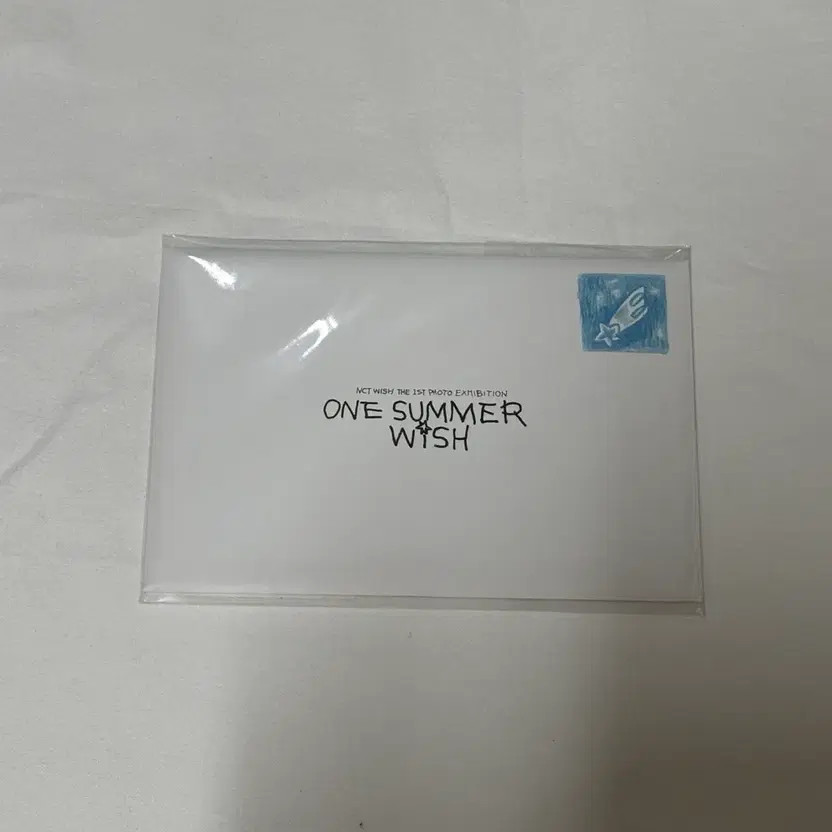 NCT WISH THE 1ST PHOTO EXHIBITION
ONE SUMMER
WISH